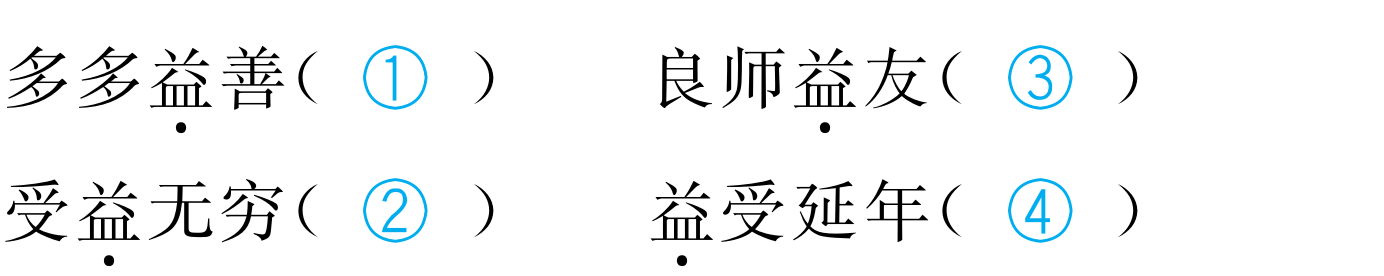 多多益善( ① ) 良师益友( ③ )
受益无穷( ② ) 益受延年( ④ )